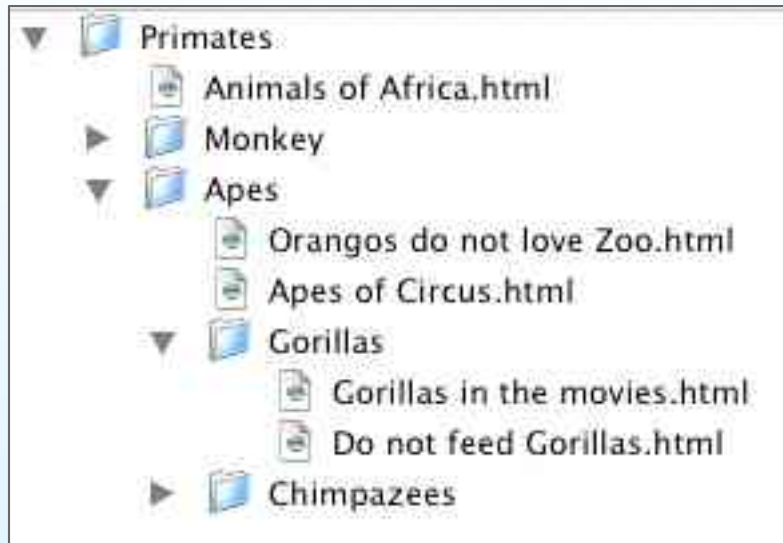 Primates
Animals of Africa.html
Monkey
Apes
Orangos do not love Zoo.html
Apes of Circus.html
Gorillas
Gorillas in the movies.html
Do not feed Gorillas.html
Chimpazees